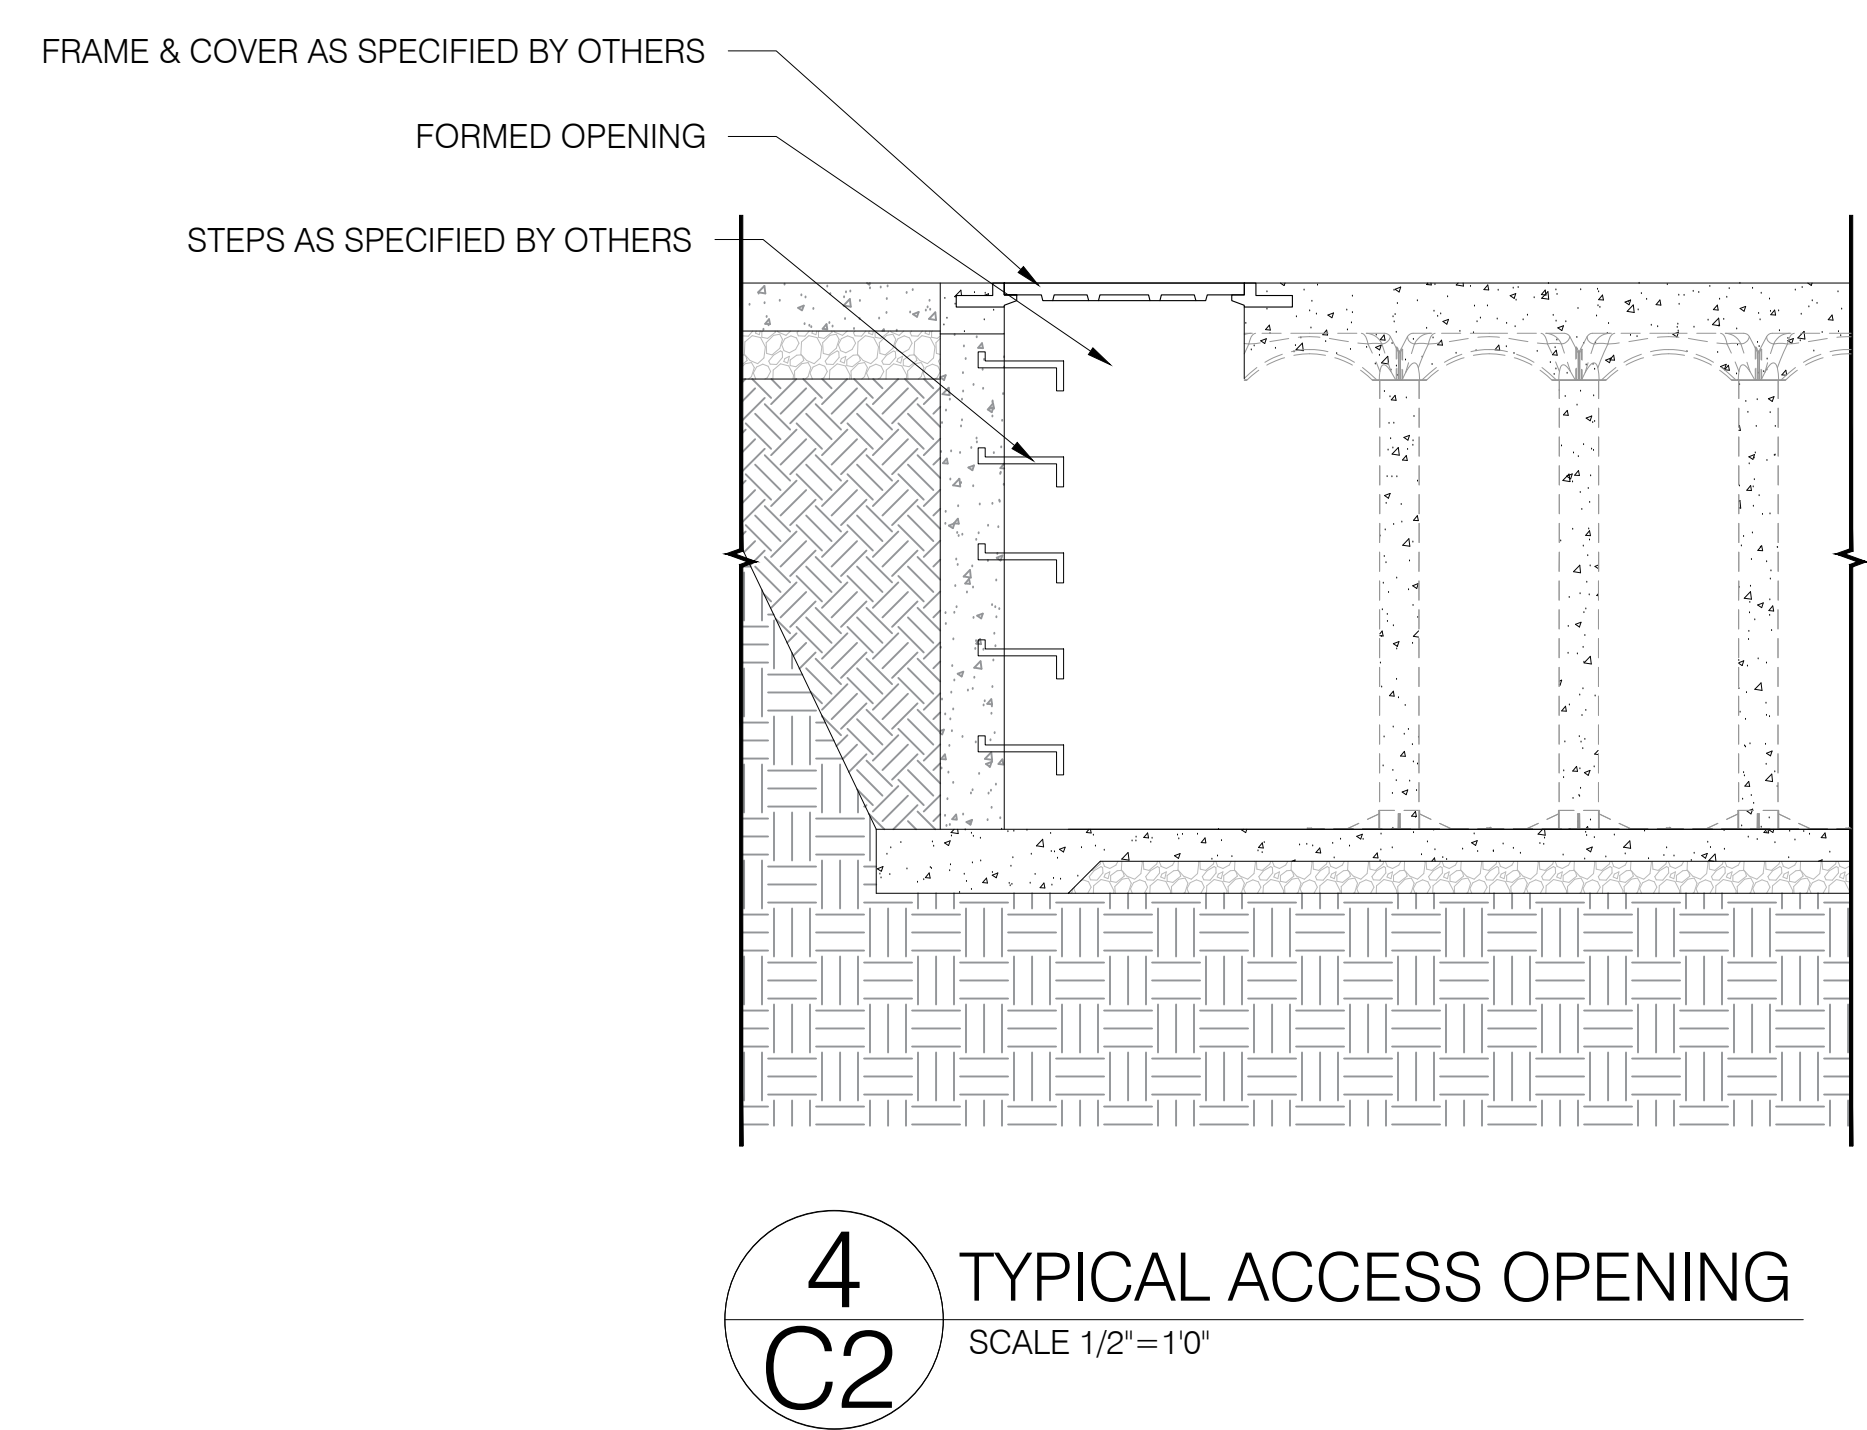 FRAME & COVER AS SPECIFIED BY OTHERS
FORMED OPENING
STEPS AS SPECIFIED BY OTHERS
4
C2
TYPICAL ACCESS OPENING
SCALE 1/2"=1'0"